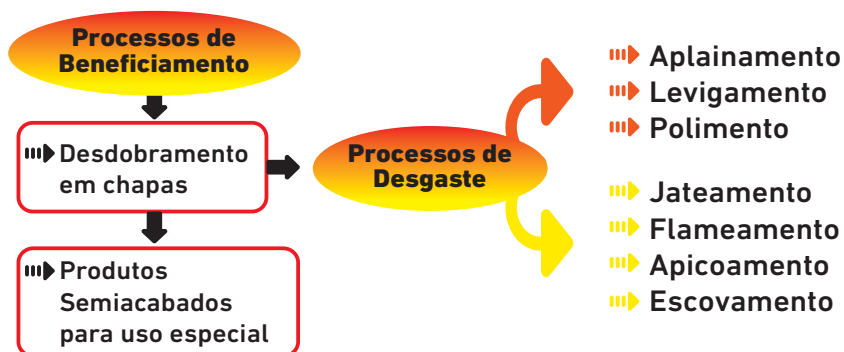 Processos de
Beneficiamento
Desdobramento
em chapas
Produtos
Semiacabados
para uso especial
Processos de
Desgaste
Aplainamento
Levigamento
Polimento
Jateamento
Flameamento
Apicoamento
Escovamento